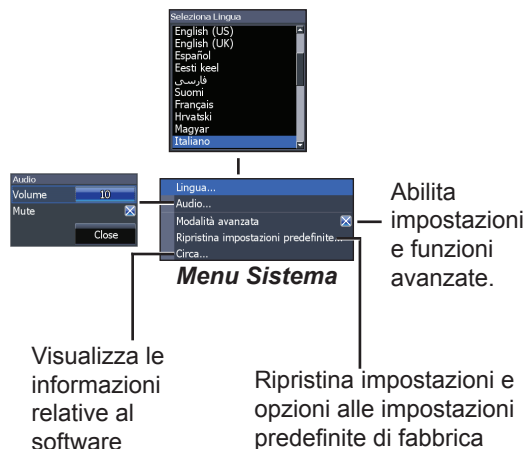 Seleziona Lingua
English (US)
English (UK)
Español
Eesti keel
فارسی
Suomi
Français
Hrvatski
Magyar
Italiano
Audio
Volume 10
Mute
Close
Lingua...
Audio...
Modalità avanzata
Ripristina impostazioni predefinite...
Circa...
Menu Sistema
Abilita
impostazioni
e funzioni
avanzate.
Visualizza le
informazioni
relative al
software
Ripristina impostazioni e
opzioni alle impostazioni
predefinite di fabbrica